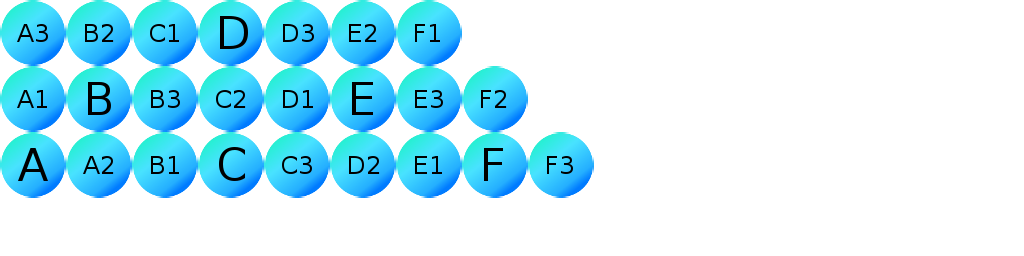 A3 B2 C1 D D3 E2 F1
A1 B B3 C2 D1 E E3 F2
A A2 B1 C C3 D2 E1 F F3